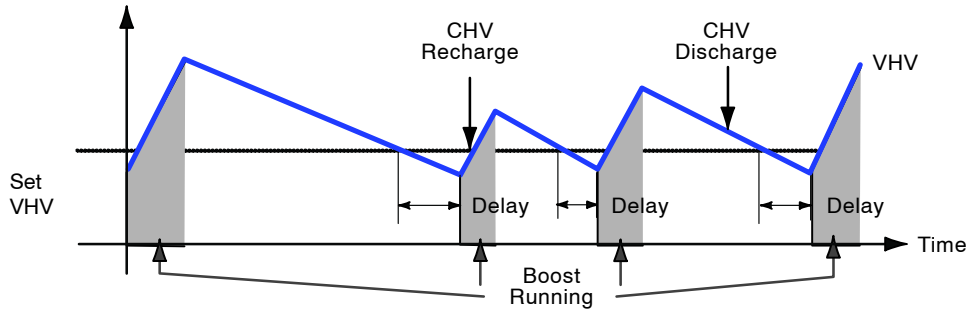 CHV
Recharge
CHV
Discharge
VHV
Set
VHV
Delay
Delay
Delay
Time
Boost
Running